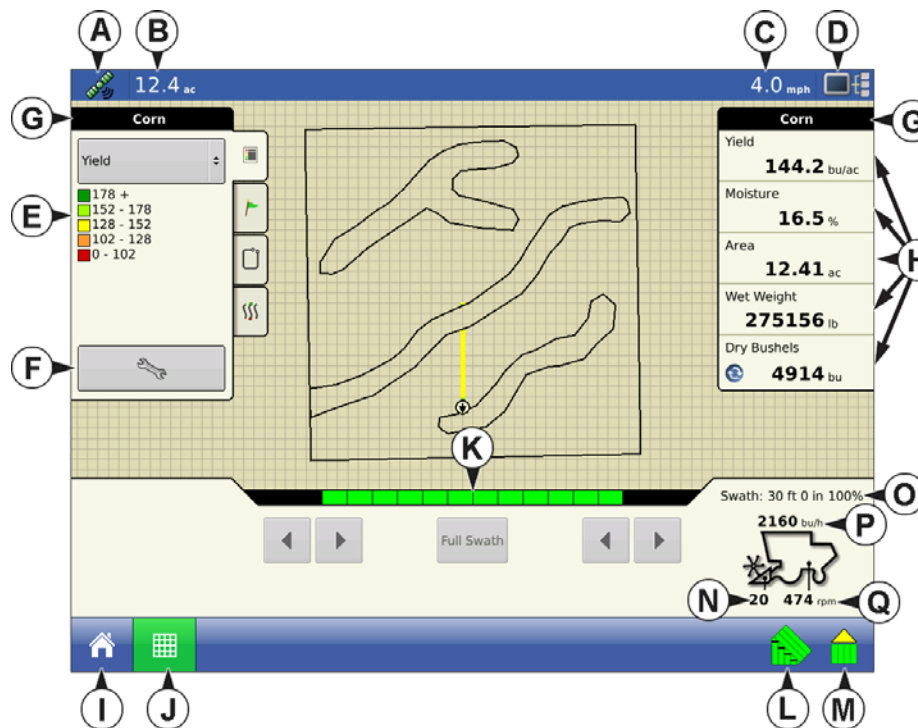 A B C D
12.4 ac 4.0 mph
G Corn Corn G
Yield
178 +
152 - 178
128 - 152
102 - 128
0 - 102
E
F
Yield
144.2 bu/ac
Moisture
16.5 %
Area
12.41 ac
Wet Weight
275156 lb
Dry Bushels
4914 bu
H
K
Swath: 30 ft 0 in 100% O
2160 bu/h P
Full Swath
N 20 474 rpm Q
I J L M